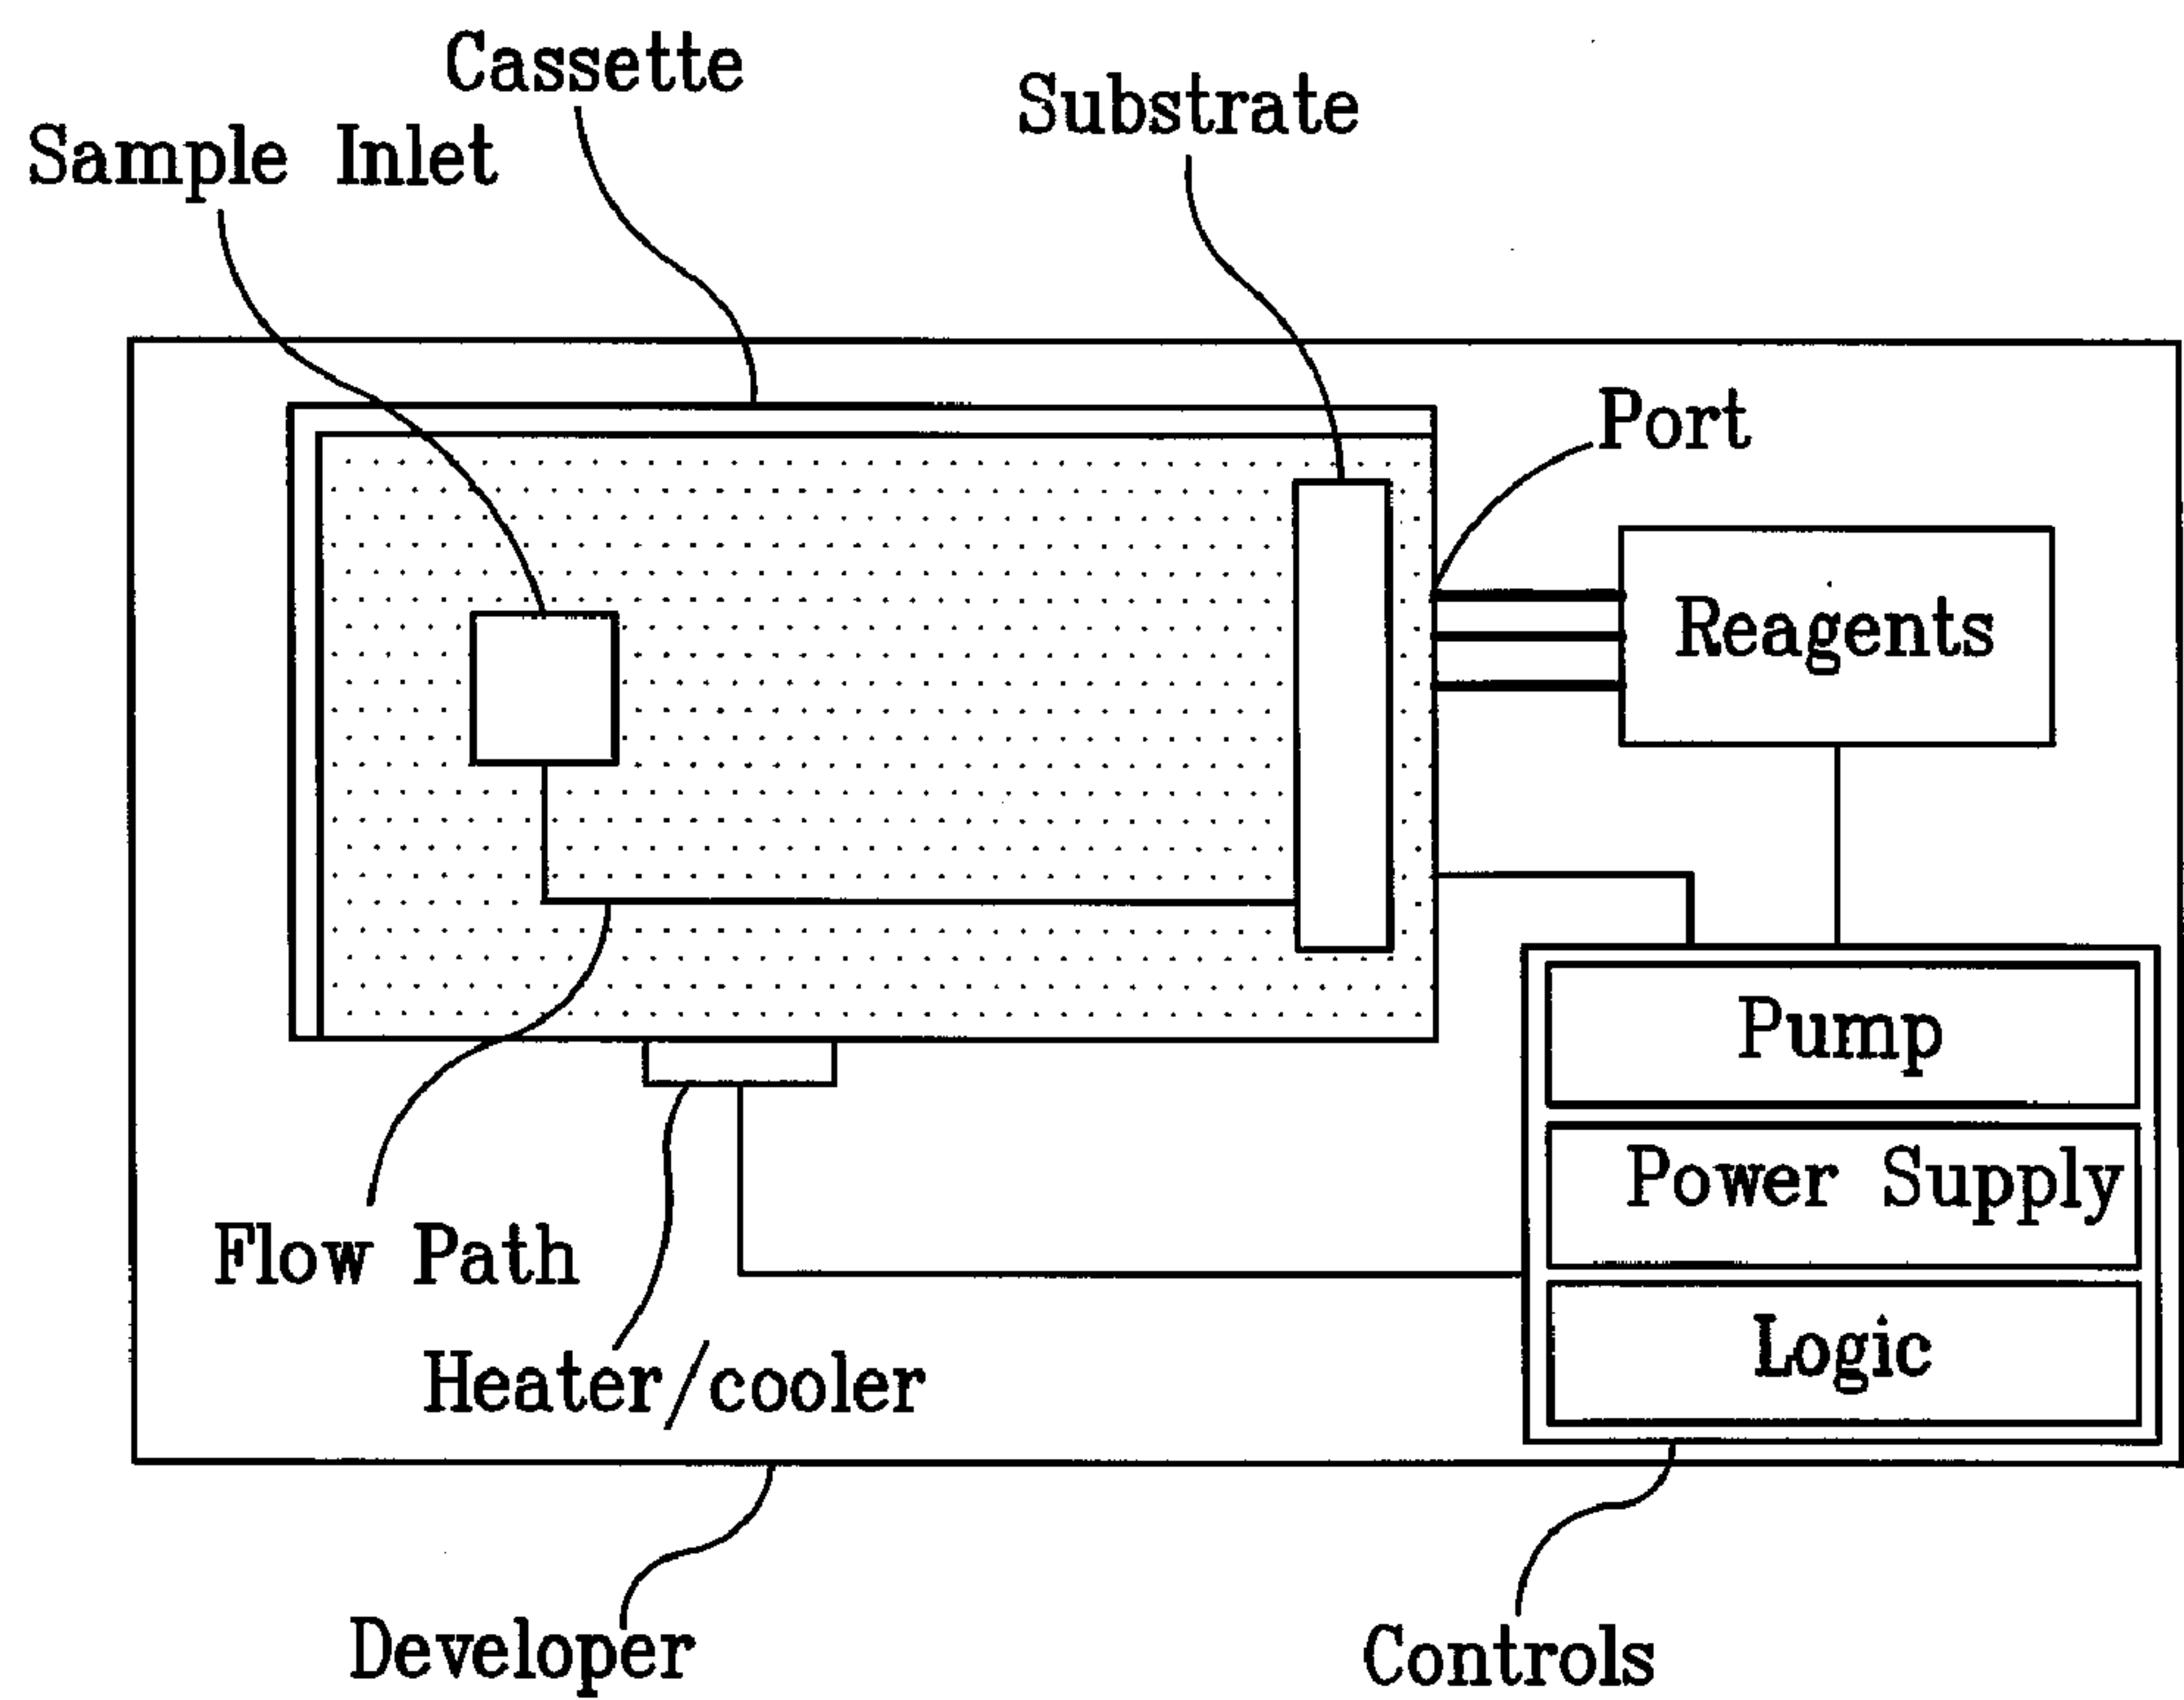 Cassette
Substrate
Sample Inlet
Port
Reagents
Pump
Power Supply
Flow Path
Logic
Heater/cooler
Developer
Controls